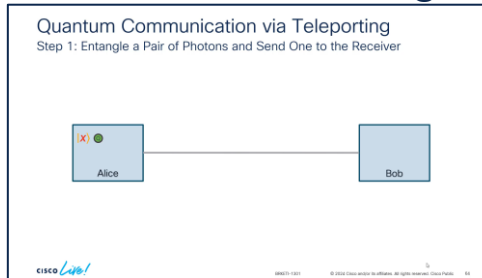 Quantum Communication via Teleporting
Step 1: Entangle a Pair of Photons and Send One to the Receiver
(X)
Alice
Bob
CISCO Live!
© 2024 Cisco and/or its affiliates. All rights reserved. Cisco Public